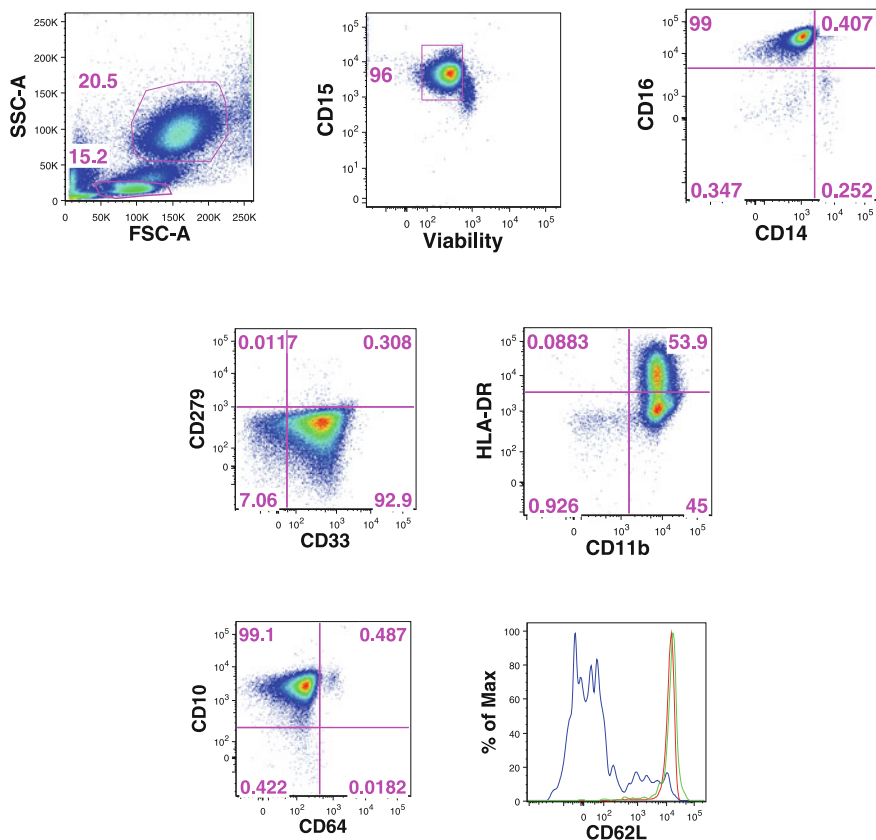 250K
200K
150K
100K
50K
0
20.5
15.2
SSC-A
0 50K 100K 150K 200K 250K
FSC-A
10^5
10^4
10^3
10^2
10^1
0
96
CD15
0 10^2 10^3 10^4 10^5
Viability
10^5
10^4
10^3
0
99 0.407
0.347 0.252
CD16
0 10^3 10^4 10^5
CD14
10^5
10^4
10^3
10^2
0
0.0117 0.308
7.06 92.9
CD279
0 10^2 10^3 10^4 10^5
CD33
10^5
10^4
10^3
10^2
0
0.0883 53.9
0.926 45
HLA-DR
0 10^3 10^4 10^5
CD11b
10^5
10^4
10^3
10^2
0
99.1 0.487
0.422 0.0182
CD10
0 10^2 10^3 10^4 10^5
CD64
100
80
60
40
20
0
% of Max
0 10^2 10^3 10^4 10^5
CD62L